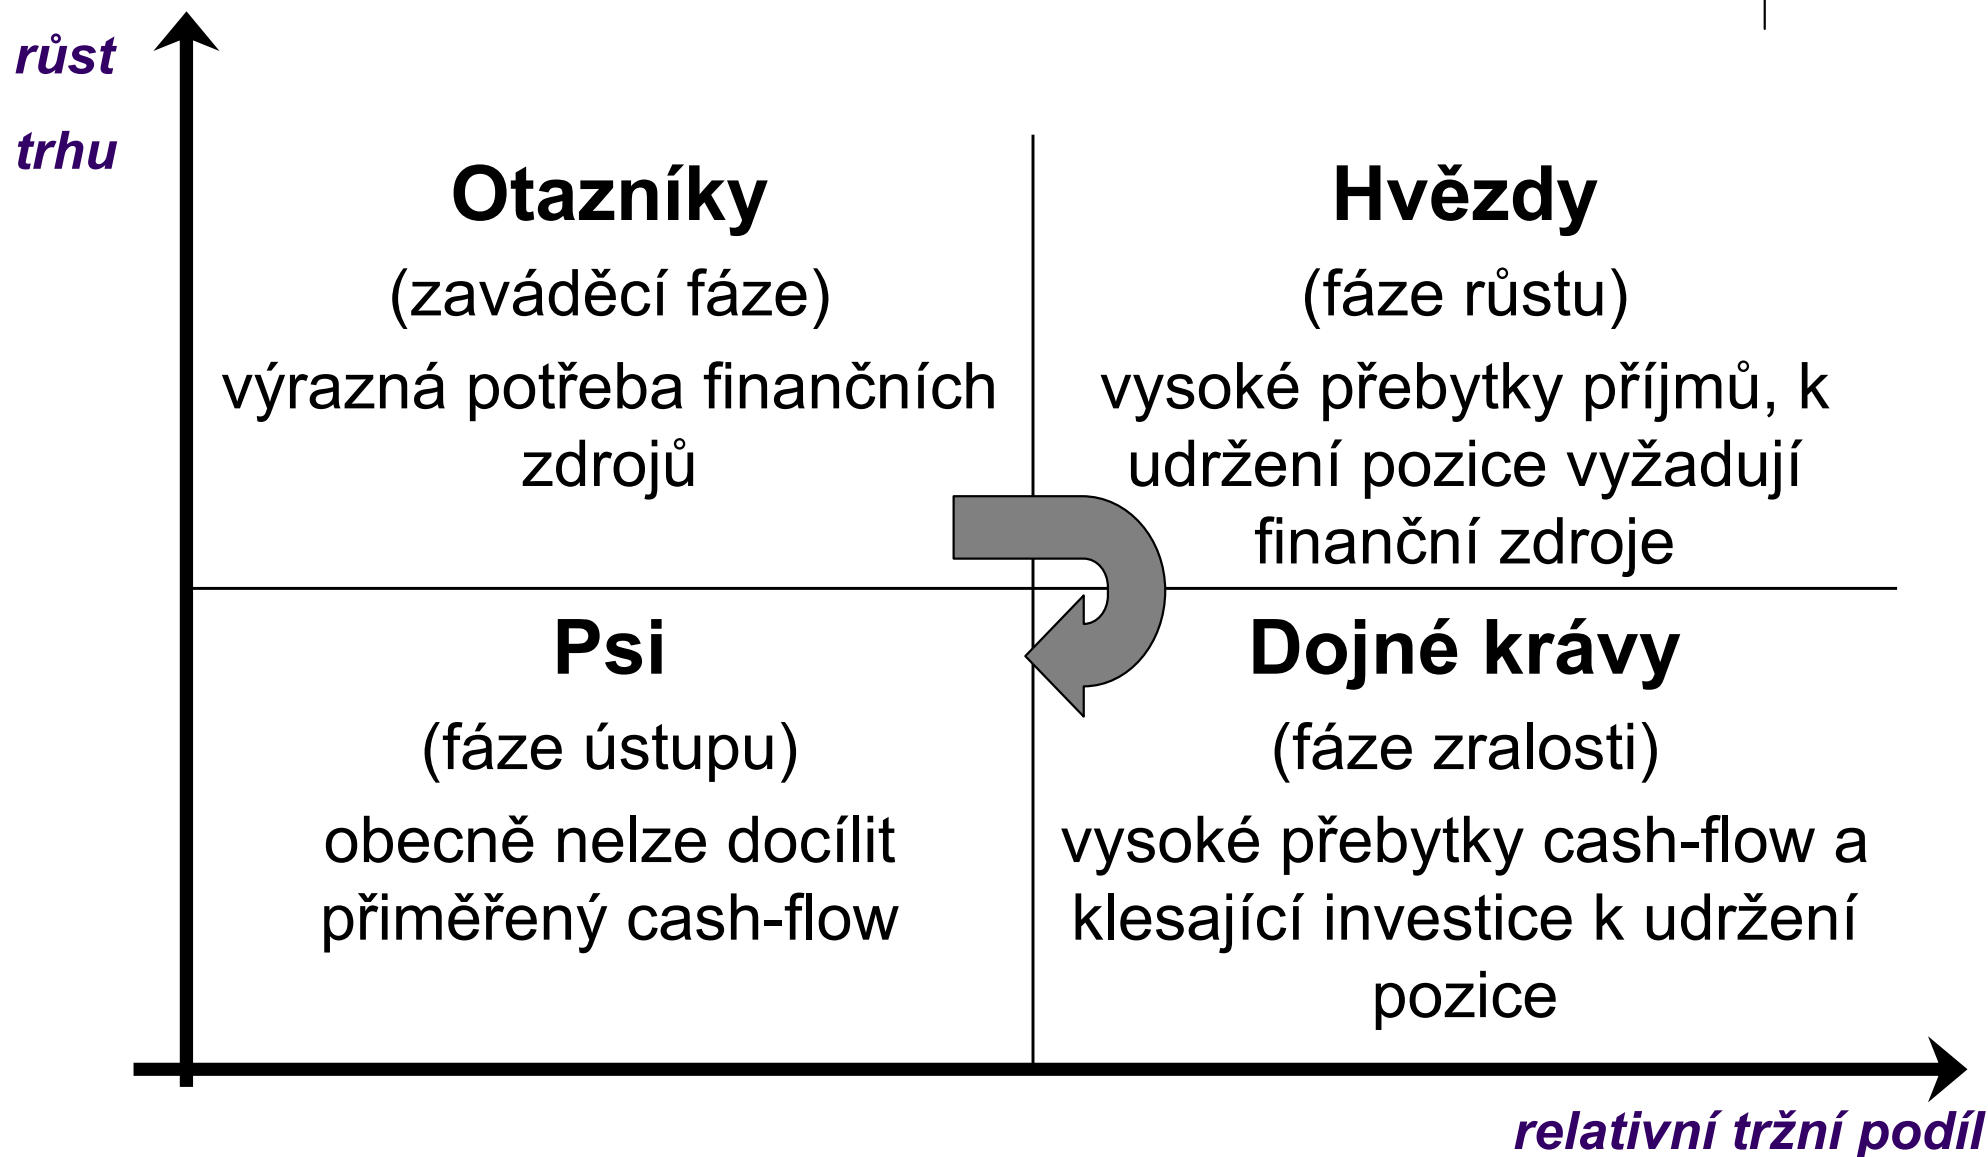 růst
trhu
Otazníky
(zaváděcí fáze)
výrazná potřeba finančních
zdrojů
Hvězdy
(fáze růstu)
vysoké přebytky příjmů, k
udržení pozice vyžadují
finanční zdroje
Psi
(fáze ústupu)
obecně nelze docílit
přiměřený cash-flow
Dojné krávy
(fáze zralosti)
vysoké přebytky cash-flow a
klesající investice k udržení
pozice
relativní tržní podíl